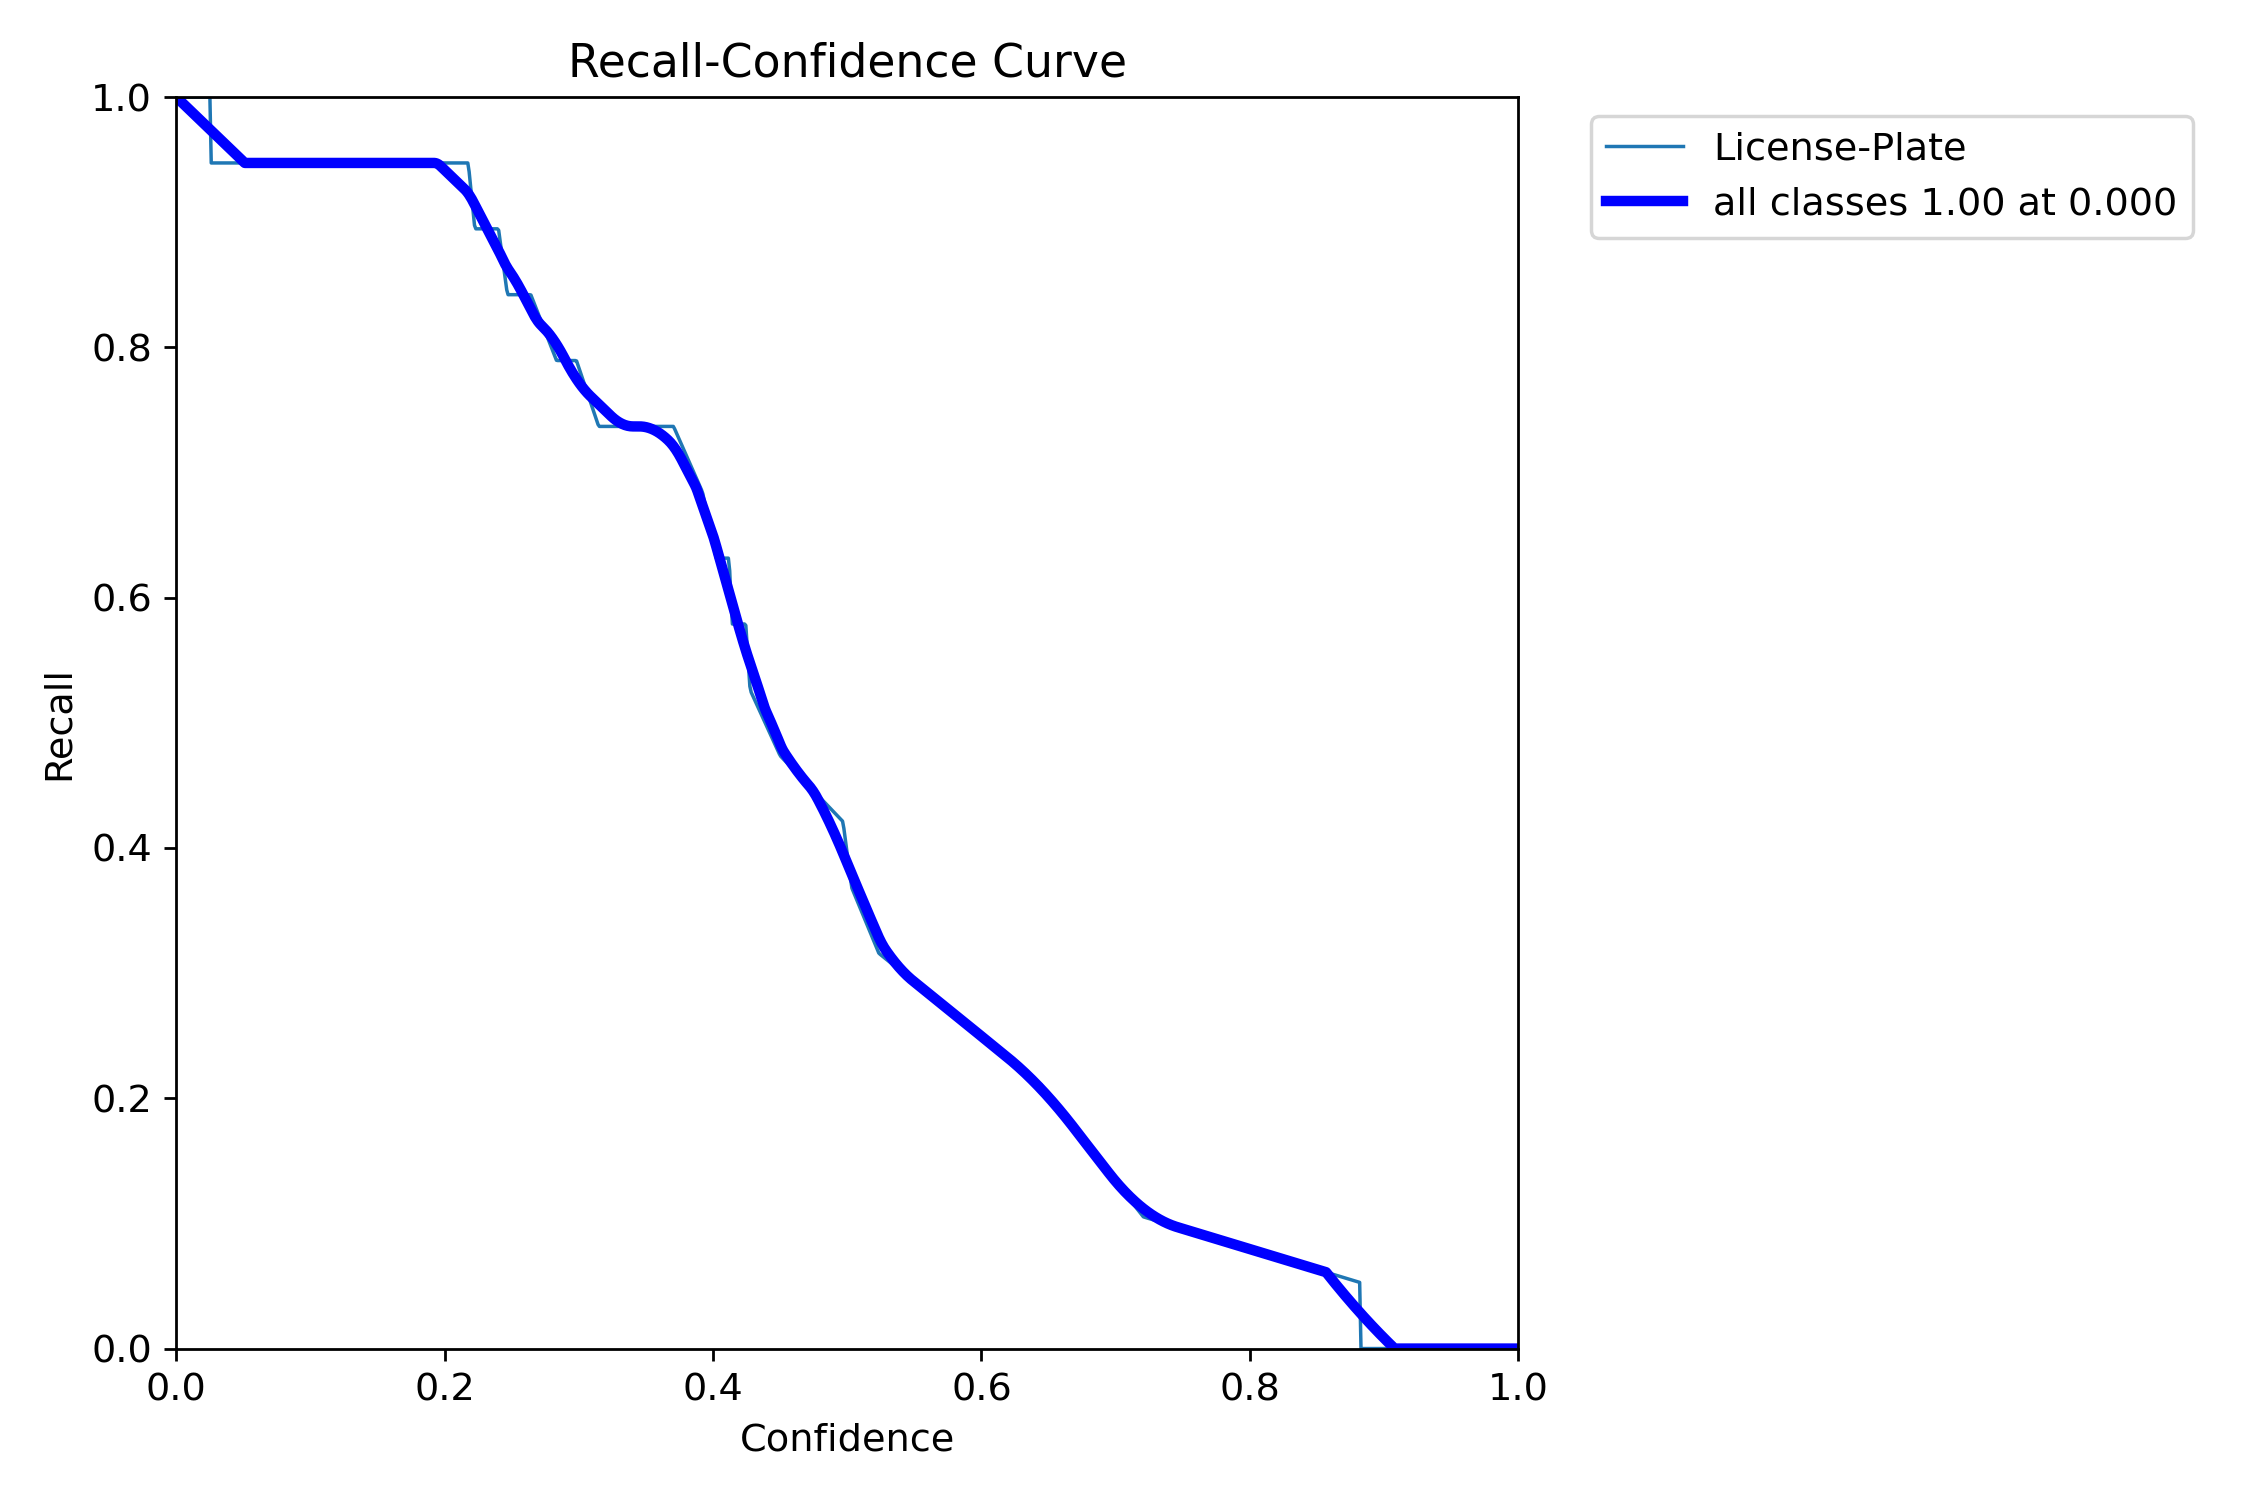 Recall-Confidence Curve
License-Plate
all classes 1.00 at 0.000
1.0
0.8
0.6
0.4
0.2
0.0
Recall
0.0 0.2 0.4 0.6 0.8 1.0
Confidence